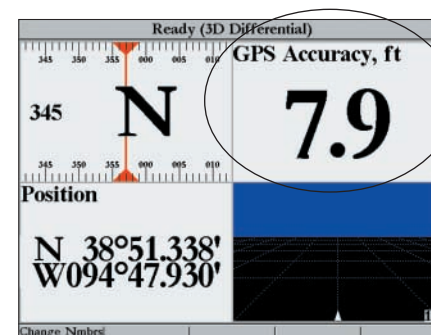 Ready (3D Differential)
345 350 355 000 005 010
345
N
345 350 355 000 005 010
GPS Accuracy, ft
7.9
Position
N 38°51.338'
W094°47.930'
Change Nmbrs